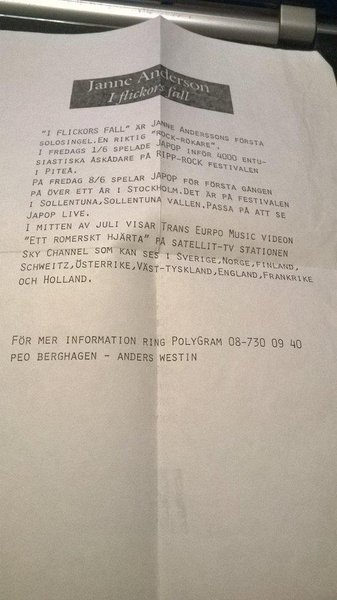 Janne Anderson
I flickors fall
"I FLICKORS FALL" ÄR JANNE ANDERSSONS FÖRSTA
SOLOSINGEL.EN RIKTIG "ROCK-RÖKARE".
I FREDAGS 1/6 SPELADE JAPOP INFÖR 4000 ENTU-
SIASTISKA ÅSKÅDARE PÅ RIPP-ROCK FESTIVALEN
I PITEÅ.
PÅ FREDAG 8/6 SPELAR JAPOP FÖR FÖRSTA GÅNGEN
PÅ ÖVER ETT ÅR I STOCKHOLM.DET ÄR PÅ FESTIVALEN
I SOLLENTUNA,SOLLENTUNA VALLEN.PASSA PÅ ATT SE
JAPOP LIVE.
I MITTEN AV JULI VISAR TRANS EURPO MUSIC VIDEON
"ETT ROMERSKT HJÄRTA" PÅ SATELLIT-TV STATIONEN
SKY CHANNEL SOM KAN SES I SVERIGE,NORGE,FINLAND,
SCHWEITZ,ÖSTERRIKE,VÄST-TYSKLAND,ENGLAND,FRANKRIKE
OCH HOLLAND.
FÖR MER INFORMATION RING POLYGRAM 08-730 09 40
PEO BERGHAGEN - ANDERS WESTIN